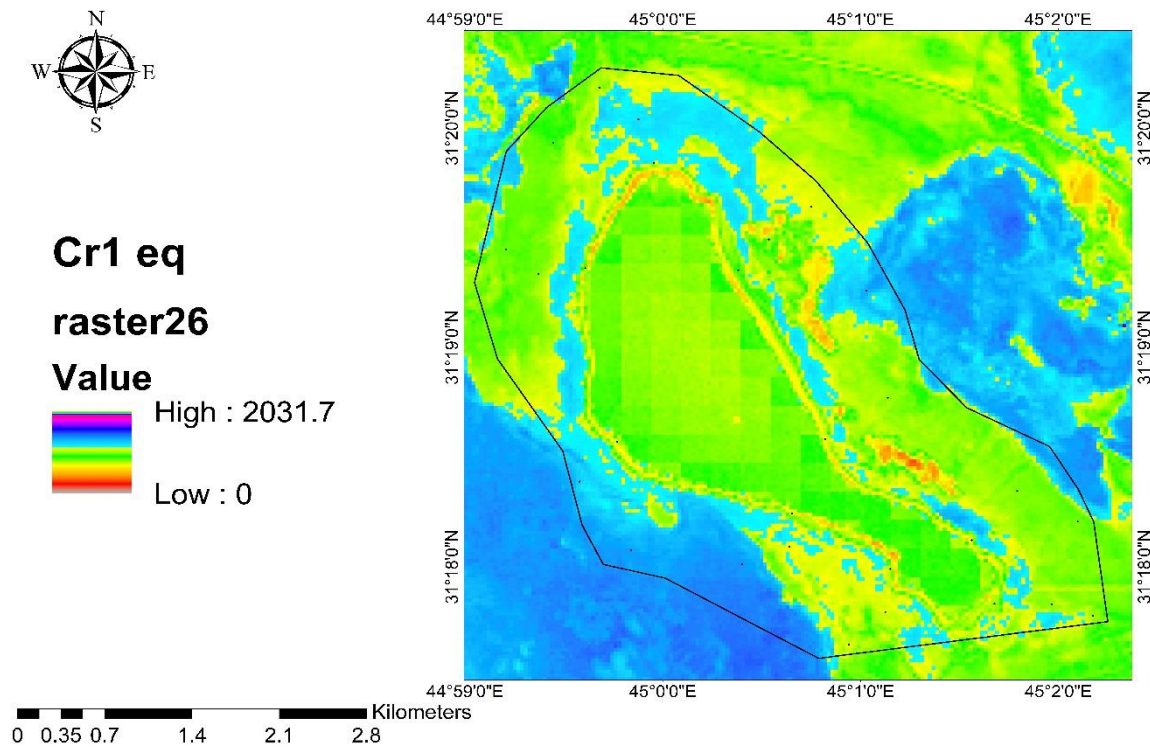 N
W E
S
Cr1 eq
raster26
Value
High : 2031.7
Low : 0
Kilometers
0 0.35 0.7 1.4 2.1 2.8
44°59'0"E 45°0'0"E 45°1'0"E 45°2'0"E
31°20'0"N 31°20'0"N
31°19'0"N 31°19'0"N
31°18'0"N 31°18'0"N
44°59'0"E 45°0'0"E 45°1'0"E 45°2'0"E